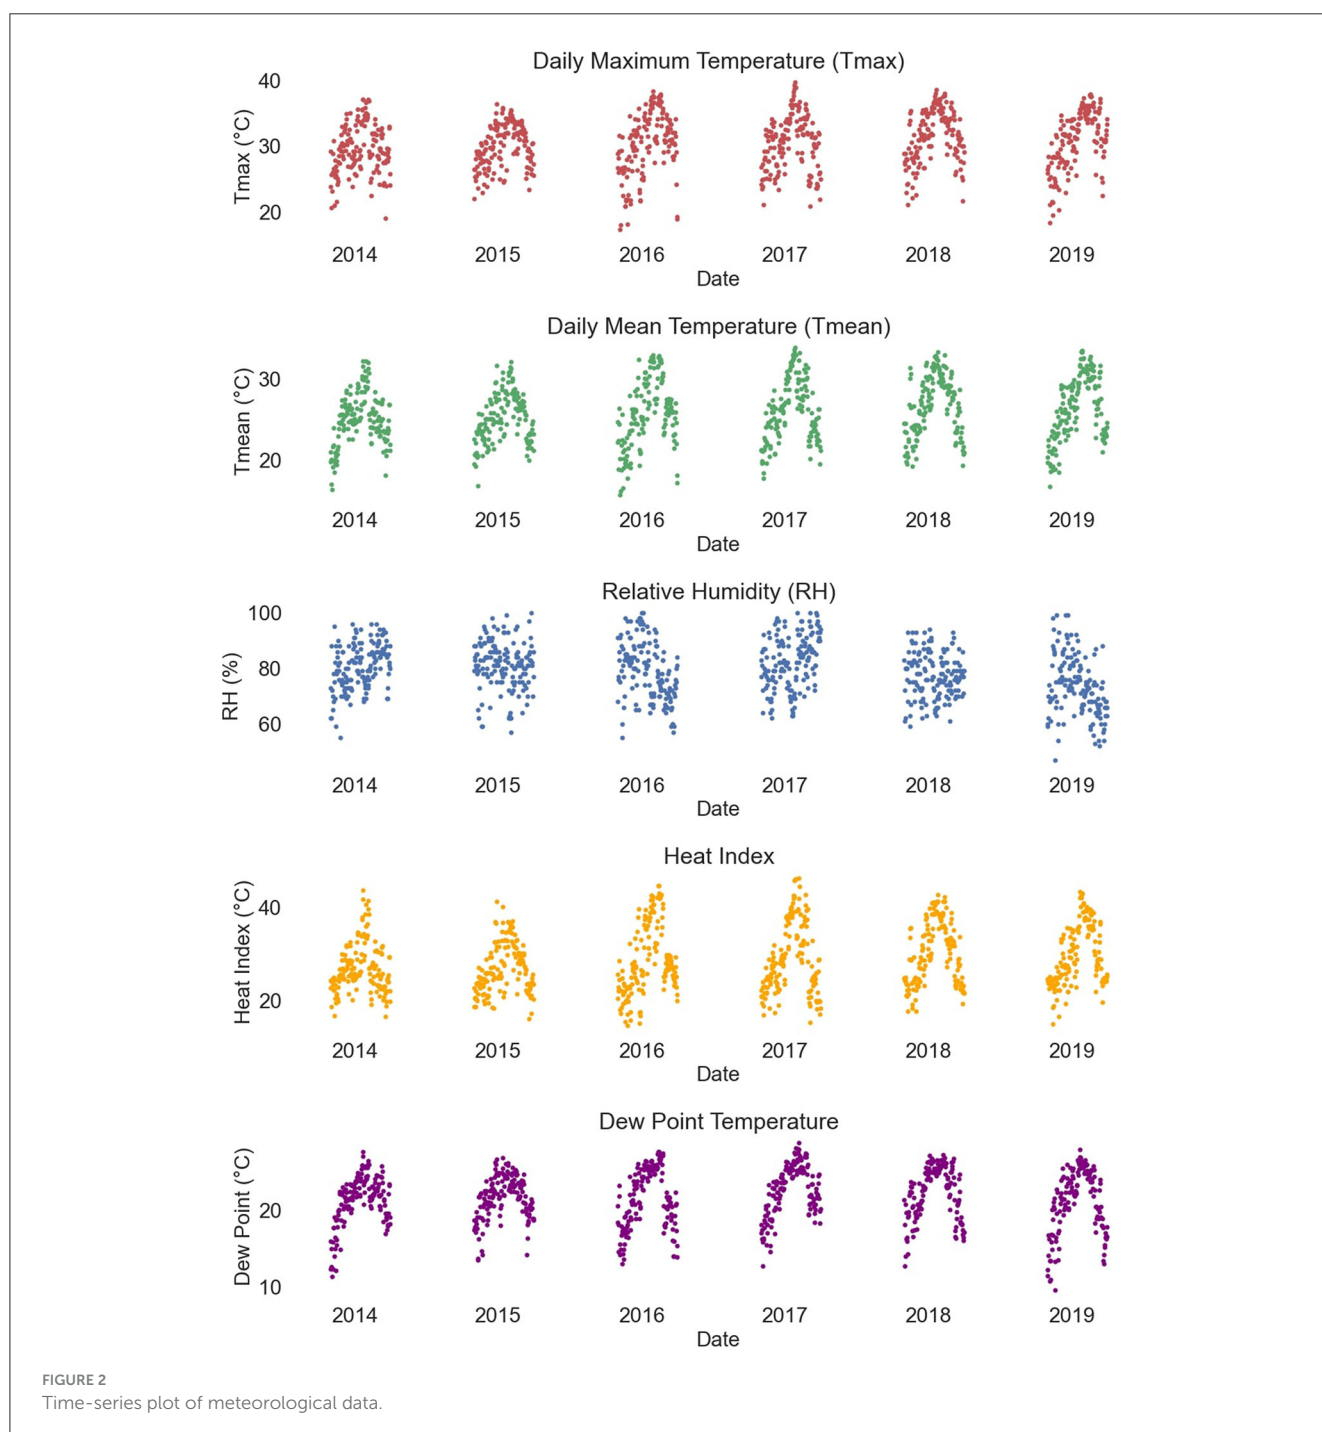 Daily Maximum Temperature (Tmax)
Tmax (°C)
40
30
20
2014 2015 2016 2017 2018 2019
Date
Daily Mean Temperature (Tmean)
Tmean (°C)
30
20
2014 2015 2016 2017 2018 2019
Date
Relative Humidity (RH)
RH (%)
100
80
60
2014 2015 2016 2017 2018 2019
Date
Heat Index
Heat Index (°C)
40
20
2014 2015 2016 2017 2018 2019
Date
Dew Point Temperature
Dew Point (°C)
20
10
2014 2015 2016 2017 2018 2019
Date
FIGURE 2
Time-series plot of meteorological data.